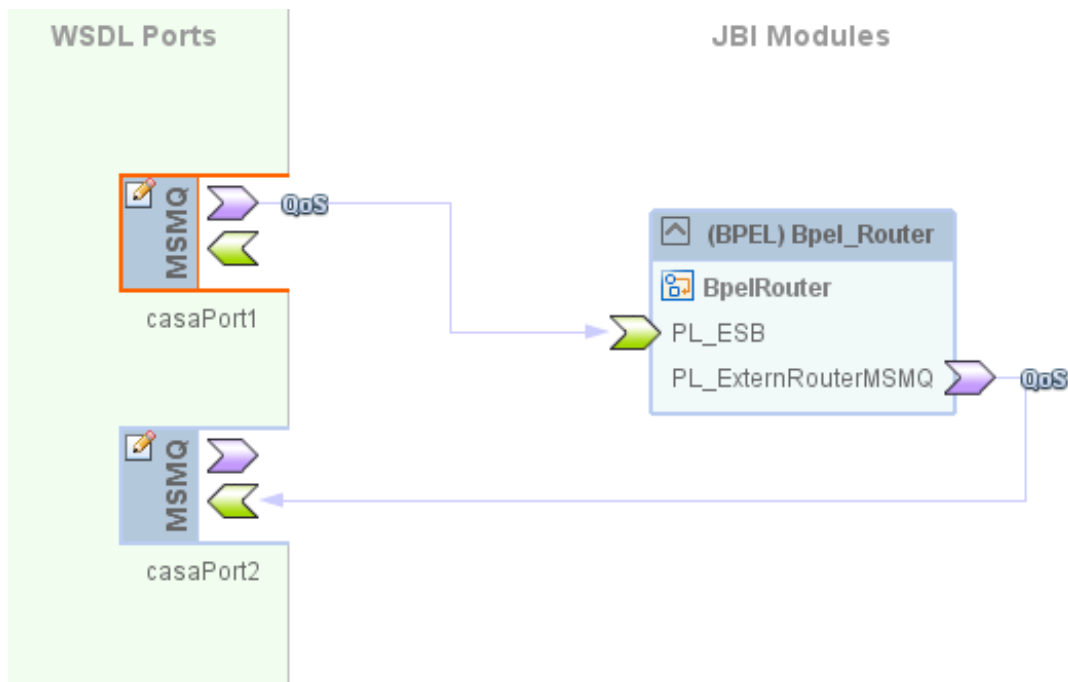 WSDL Ports
JBI Modules
MSMQ
QoS
casaPort1
(BPEL) Bpel_Router
BpelRouter
PL_ESB
PL_ExternRouterMSMQ
QoS
MSMQ
casaPort2